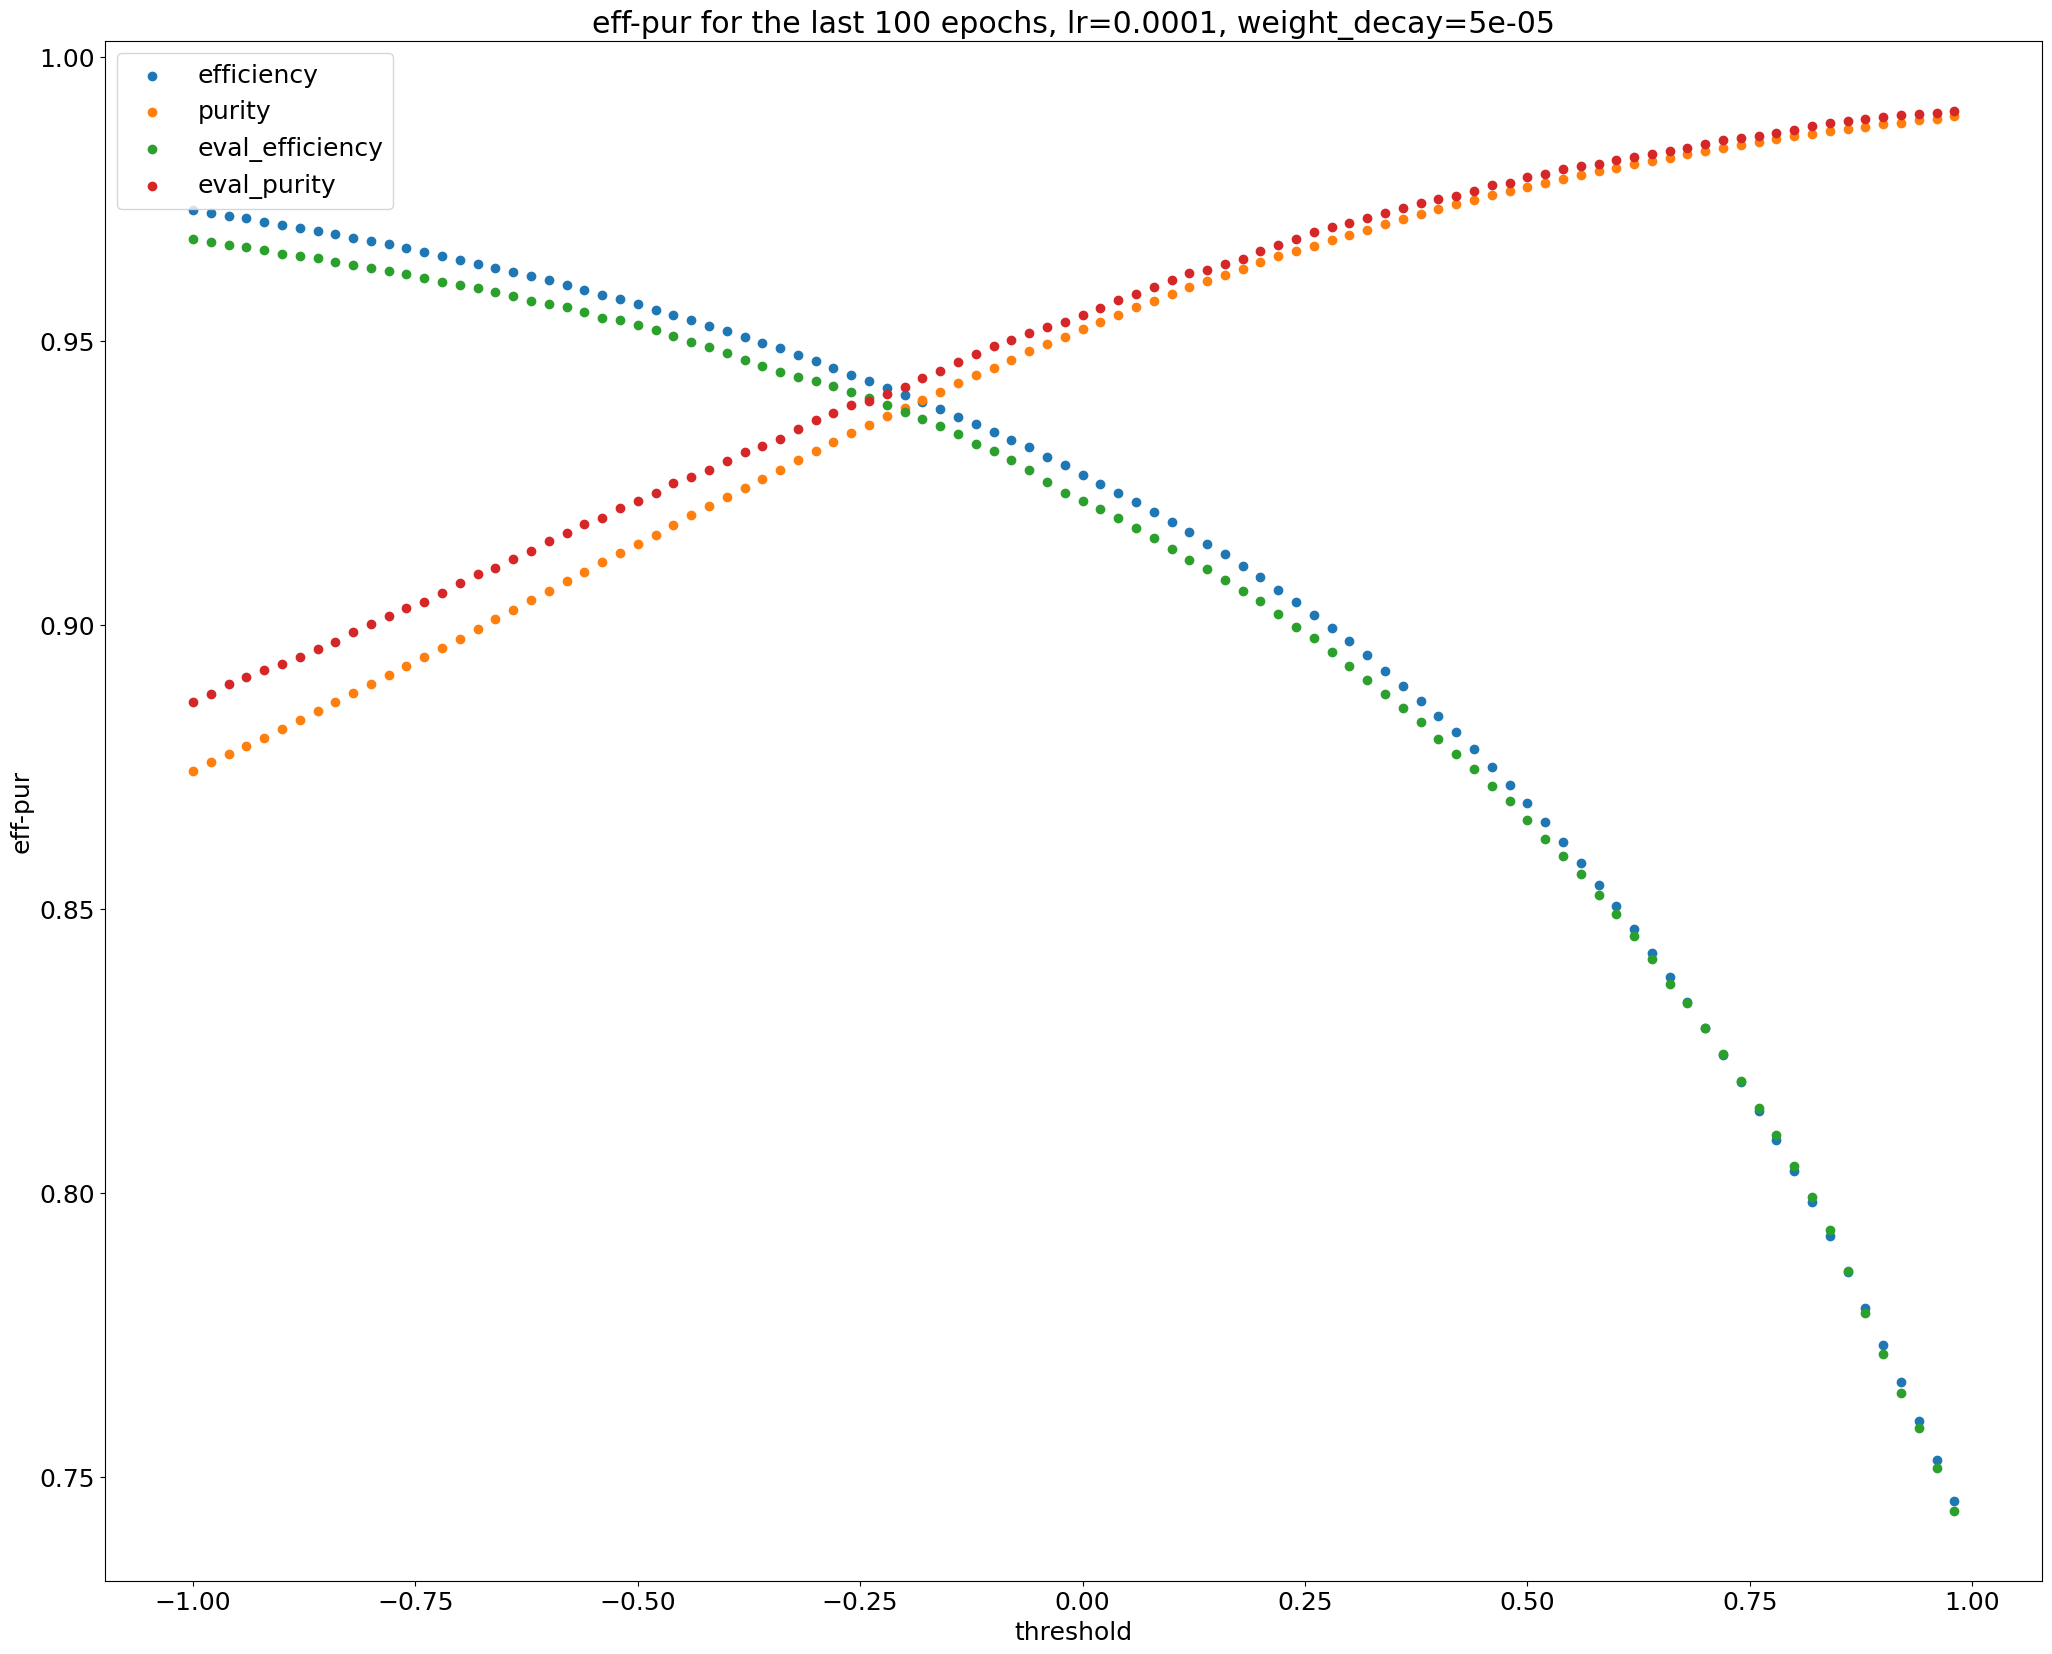 eff-pur for the last 100 epochs, lr=0.0001, weight_decay=5e-05
efficiency
purity
eval_efficiency
eval_purity
1.00
0.95
0.90
0.85
0.80
0.75
eff-pur
−1.00 −0.75 −0.50 −0.25 0.00 0.25 0.50 0.75 1.00
threshold